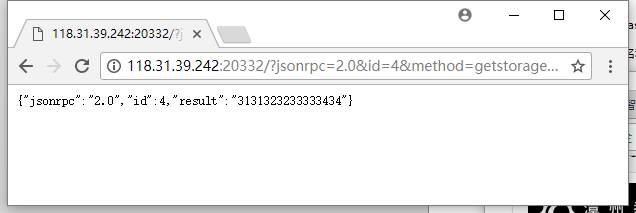 118.31.39.242:20332/?j
118.31.39.242:20332/?jsonrpc=2.0&id=4&method=getstorage...
{"jsonrpc":"2.0","id":4,"result":"3131323233333434"}